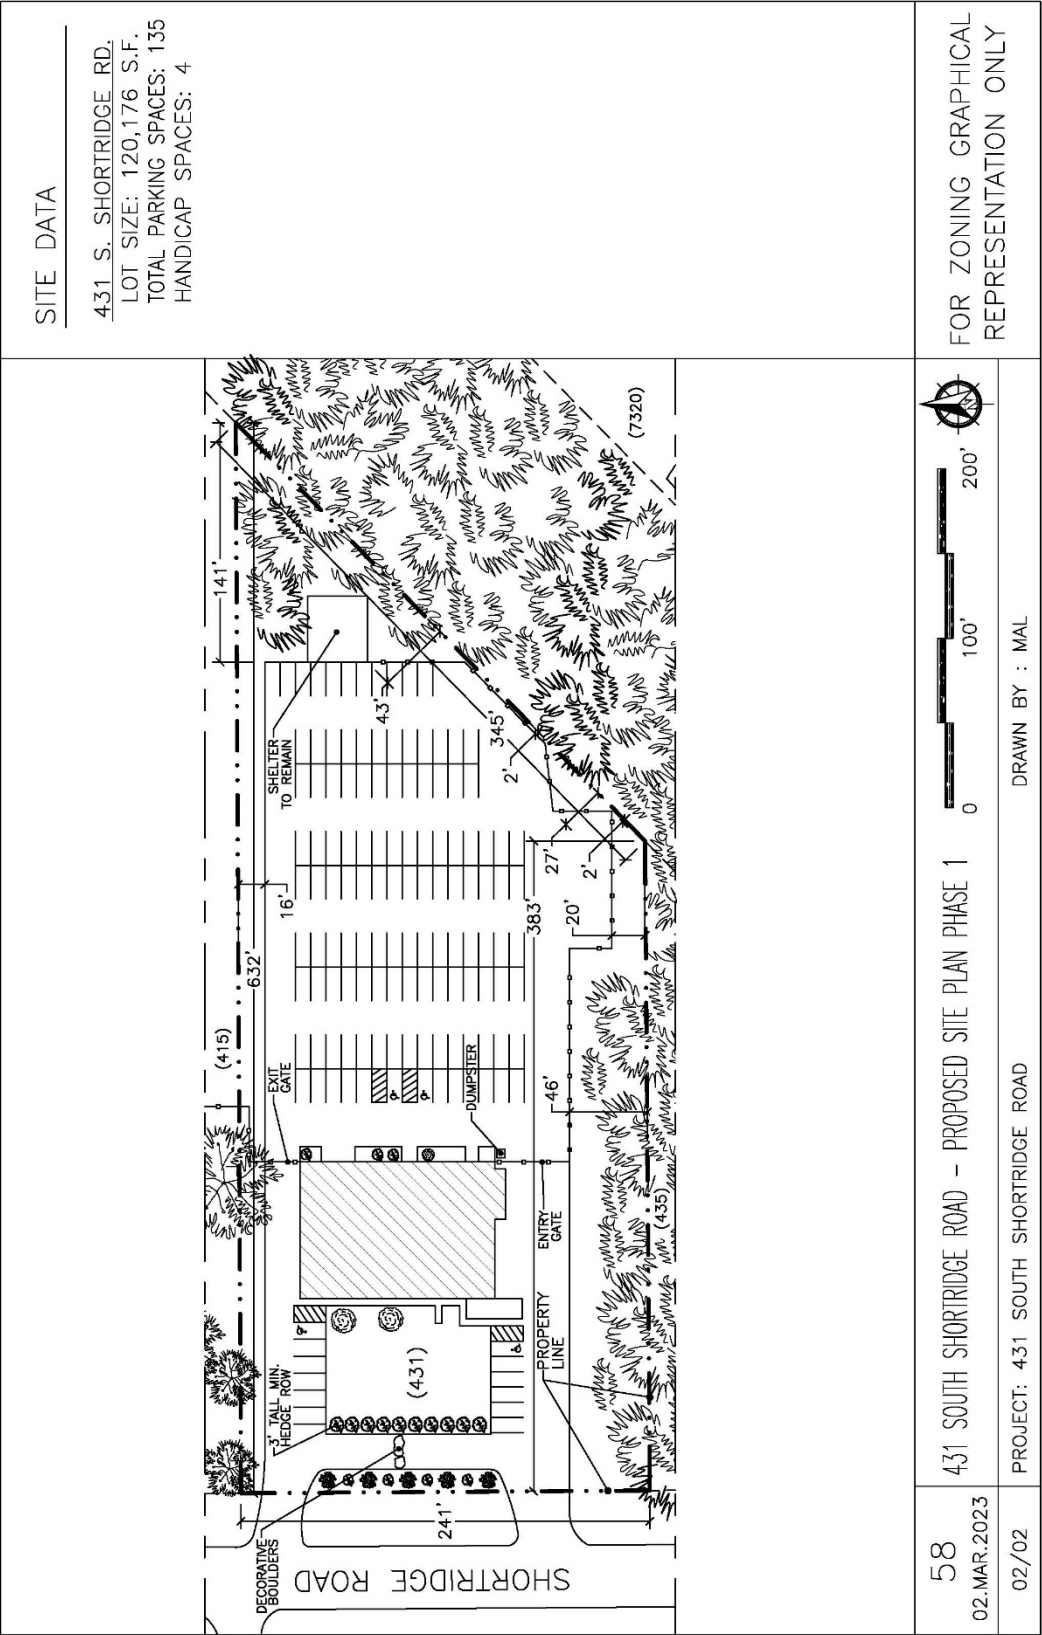 SITE DATA
431 S. SHORTRIDGE RD.
LOT SIZE: 120,176 S.F.
TOTAL PARKING SPACES: 135
HANDICAP SPACES: 4
(415)
632'
16'
141'
SHELTER
TO REMAIN
43'
345'
2'
27'
2'
20'
383'
46'
(7320)
EXIT
GATE
DUMPSTER
ENTRY
GATE
PROPERTY
LINE
(435)
3' TALL MIN.
HEDGE ROW
(431)
DECORATIVE
BOULDERS
241'
SHORTRIDGE ROAD
0
100'
200'
58
02.MAR.2023
02/02
431 SOUTH SHORTRIDGE ROAD - PROPOSED SITE PLAN PHASE 1
PROJECT: 431 SOUTH SHORTRIDGE ROAD
DRAWN BY : MAL
FOR ZONING GRAPHICAL
REPRESENTATION ONLY